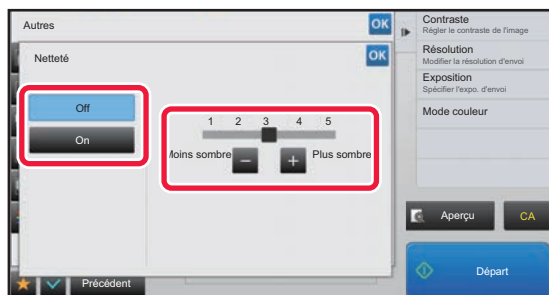 Autres
OK
Netteté
OK
Off
On
1 2 3 4 5
Moins sombre
Plus sombre
Précédent
Contraste
Régler le contraste de l'image
Résolution
Modifier la résolution d'envoi
Exposition
Spécifier l'expo. d'envoi
Mode couleur
Aperçu
CA
Départ